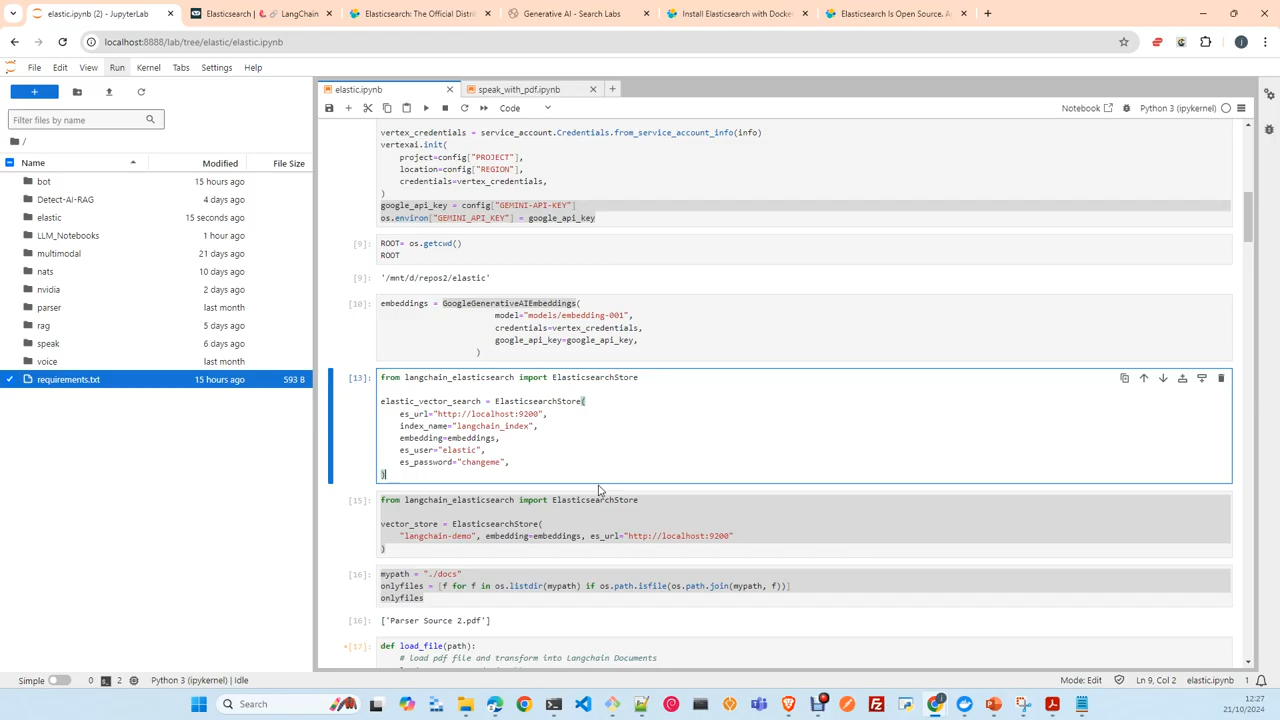 elastic.ipynb (2) - JupyterLab
Elasticsearch | LangChain
Elasticsearch: The Official Distri
Generative AI - Search Labs
Install Elasticsearch with Docke
Elasticsearch Is Open Source. A
localhost:8888/lab/tree/elastic/elastic.ipynb
File Edit View Run Kernel Tabs Settings Help
elastic.ipynb
speak_with_pdf.ipynb
Filter files by name
Code
Notebook
Python 3 (ipykernel)
/
Name Modified File Size
bot 15 hours ago
Detect-AI-RAG 4 days ago
elastic 15 seconds ago
LLM_Notebooks 1 hour ago
multimodal 21 days ago
nats 10 days ago
nvidia 2 days ago
parser last month
rag 5 days ago
speak 6 days ago
voice last month
requirements.txt 15 hours ago 593 B
vertex_credentials = service_account.Credentials.from_service_account_info(info)
vertexai.init(
project=config["PROJECT"],
location=config["REGION"],
credentials=vertex_credentials,
)
google_api_key = config["GEMINI-API-KEY"]
os.environ["GEMINI_API_KEY"] = google_api_key
[9]: ROOT= os.getcwd()
ROOT
[9]: '/mnt/d/repos2/elastic'
[10]: embeddings = GoogleGenerativeAIEmbeddings(
model="models/embedding-001",
credentials=vertex_credentials,
google_api_key=google_api_key,
)
[13]: from langchain_elasticsearch import ElasticsearchStore
elastic_vector_search = ElasticsearchStore(
es_url="http://localhost:9200",
index_name="langchain_index",
embedding=embeddings,
es_user="elastic",
es_password="changeme",
)
[15]: from langchain_elasticsearch import ElasticsearchStore
vector_store = ElasticsearchStore(
"langchain-demo", embedding=embeddings, es_url="http://localhost:9200"
)
[16]: mypath = "./docs"
onlyfiles = [f for f in os.listdir(mypath) if os.path.isfile(os.path.join(mypath, f))]
onlyfiles
[16]: ['Parser Source 2.pdf']
[17]: def load_file(path):
# load pdf file and transform into Langchain Documents
Simple 0 2 Python 3 (ipykernel) | Idle
Mode: Edit Ln 9, Col 2 elastic.ipynb 1
Search
12:27
21/10/2024